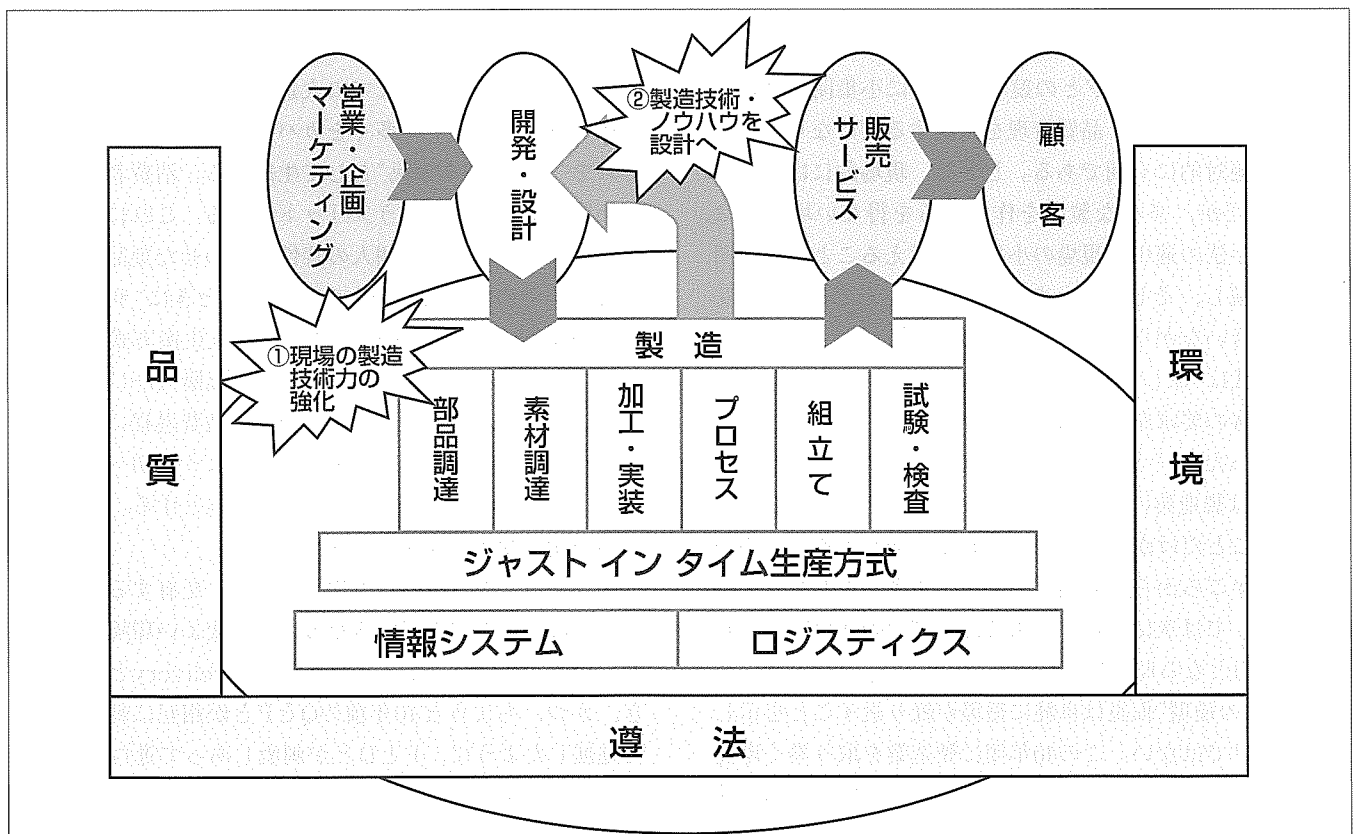 営業・企画
マーケティング
開発・設計
②製造技術・
ノウハウを
設計へ
販売
サービス
顧客
①現場の製造
技術力の
強化
品質
環境
製造
部品調達
素材調達
加工・実装
プロセス
組立て
試験・検査
ジャスト イン タイム生産方式
情報システム
ロジスティクス
遵法